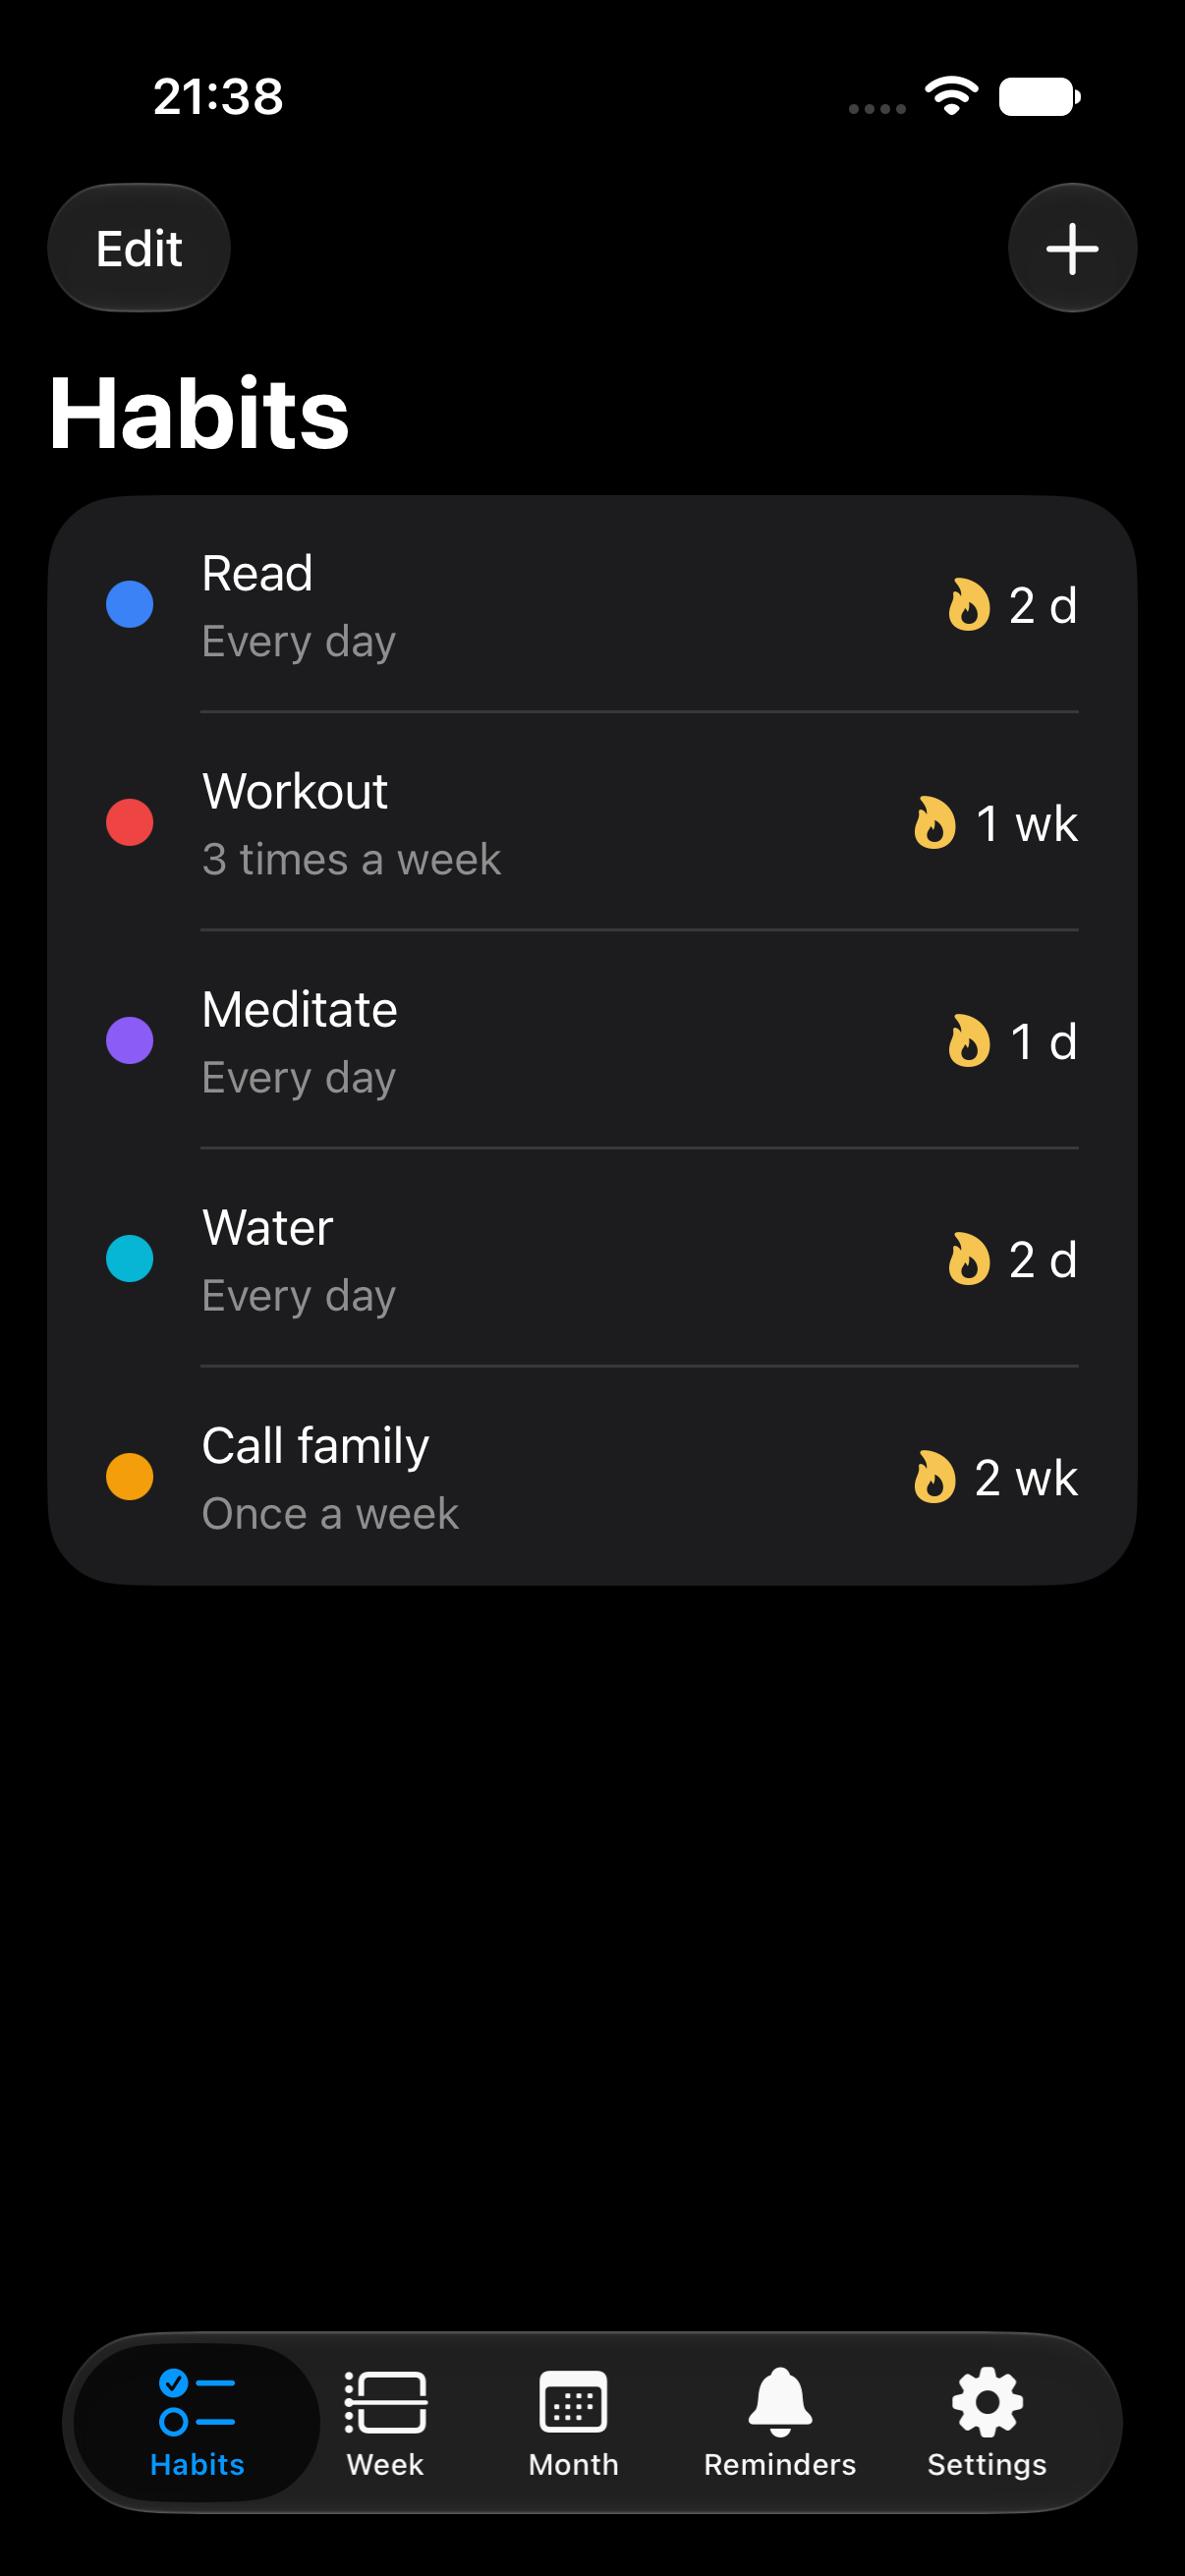 21:38
Edit
Habits
Read
Every day
2 d
Workout
3 times a week
1 wk
Meditate
Every day
1 d
Water
Every day
2 d
Call family
Once a week
2 wk
Habits
Week
Month
Reminders
Settings